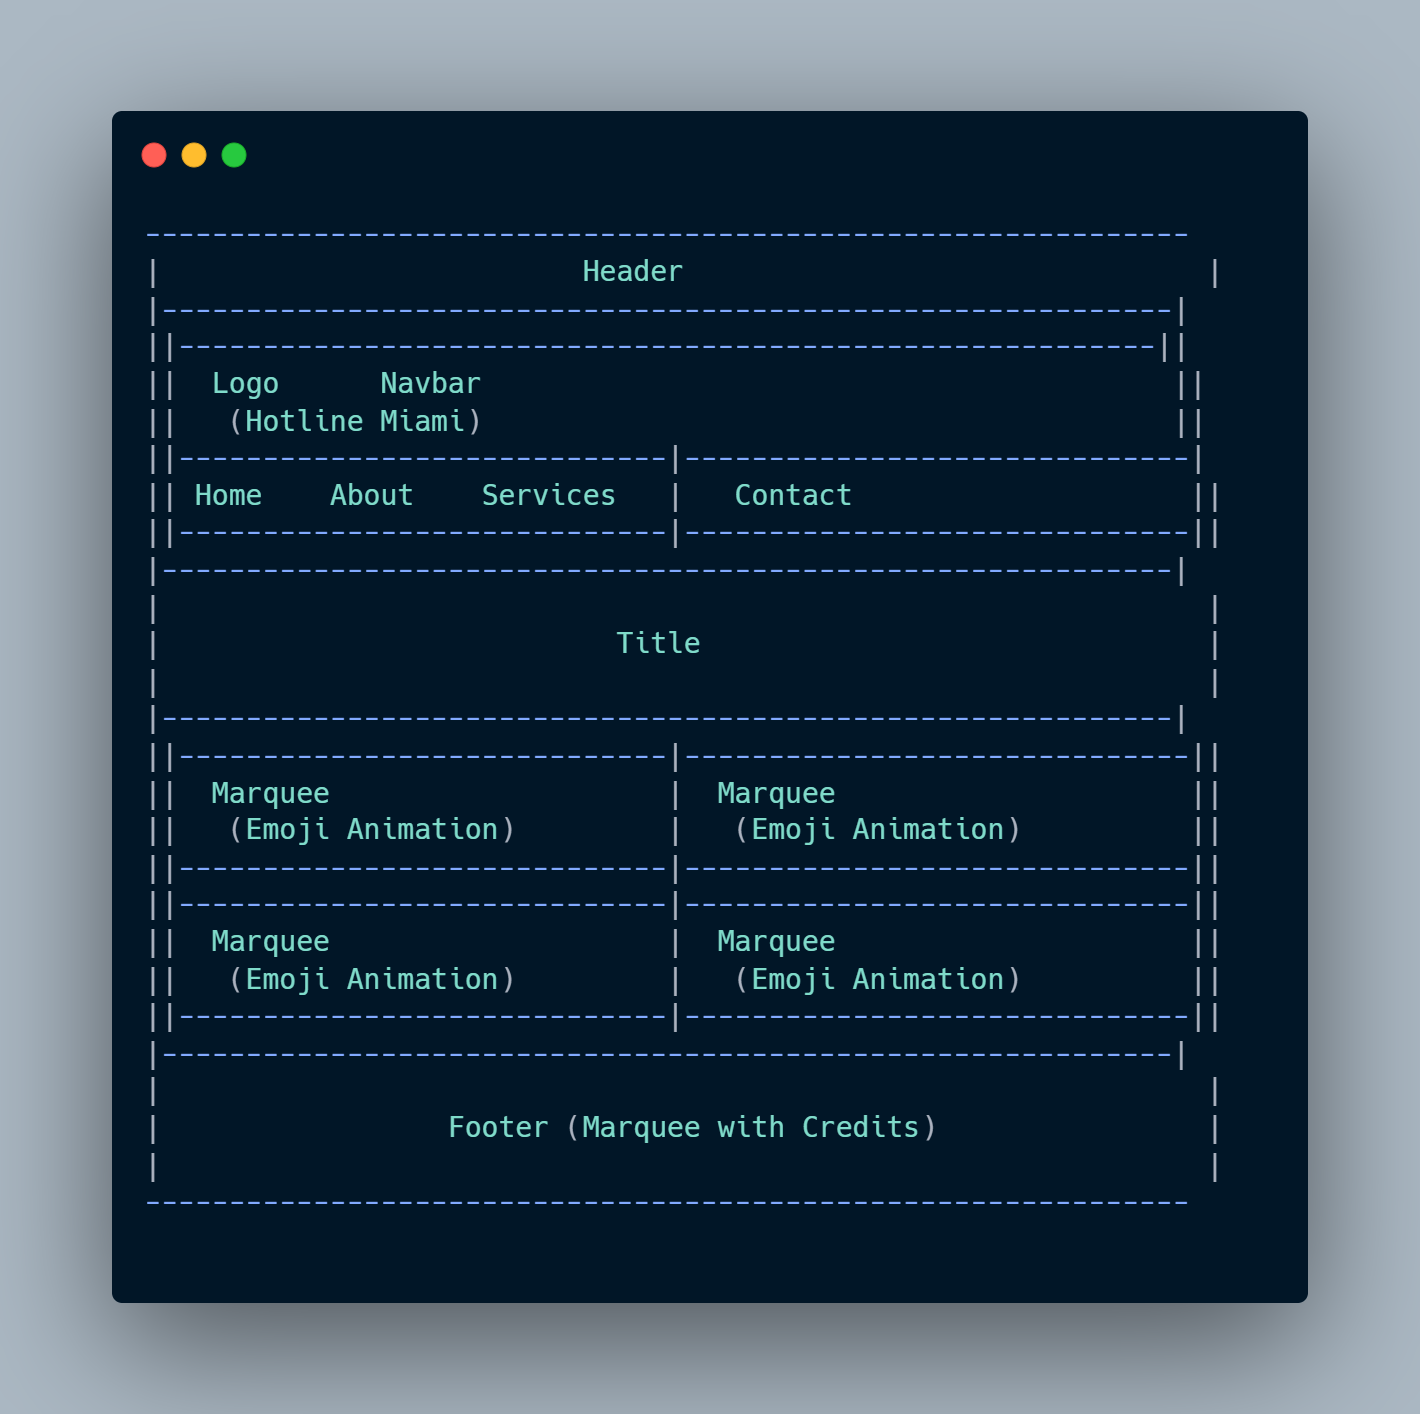 --------------------------------------------------------------
|                         Header                               |
|------------------------------------------------------------|
||----------------------------------------------------------||
||  Logo      Navbar                                         ||
||   (Hotline Miami)                                         ||
||-----------------------------|------------------------------|
|| Home    About    Services   |   Contact                    ||
||-----------------------------|------------------------------||
|------------------------------------------------------------|
|                                                              |
|                           Title                              |
|                                                              |
|------------------------------------------------------------|
||-----------------------------|------------------------------||
||  Marquee                    |  Marquee                     ||
||   (Emoji Animation)         |   (Emoji Animation)          ||
||-----------------------------|------------------------------||
||-----------------------------|------------------------------||
||  Marquee                    |  Marquee                     ||
||   (Emoji Animation)         |   (Emoji Animation)          ||
||-----------------------------|------------------------------||
|------------------------------------------------------------|
|                                                              |
|                 Footer (Marquee with Credits)                |
|                                                              |
--------------------------------------------------------------